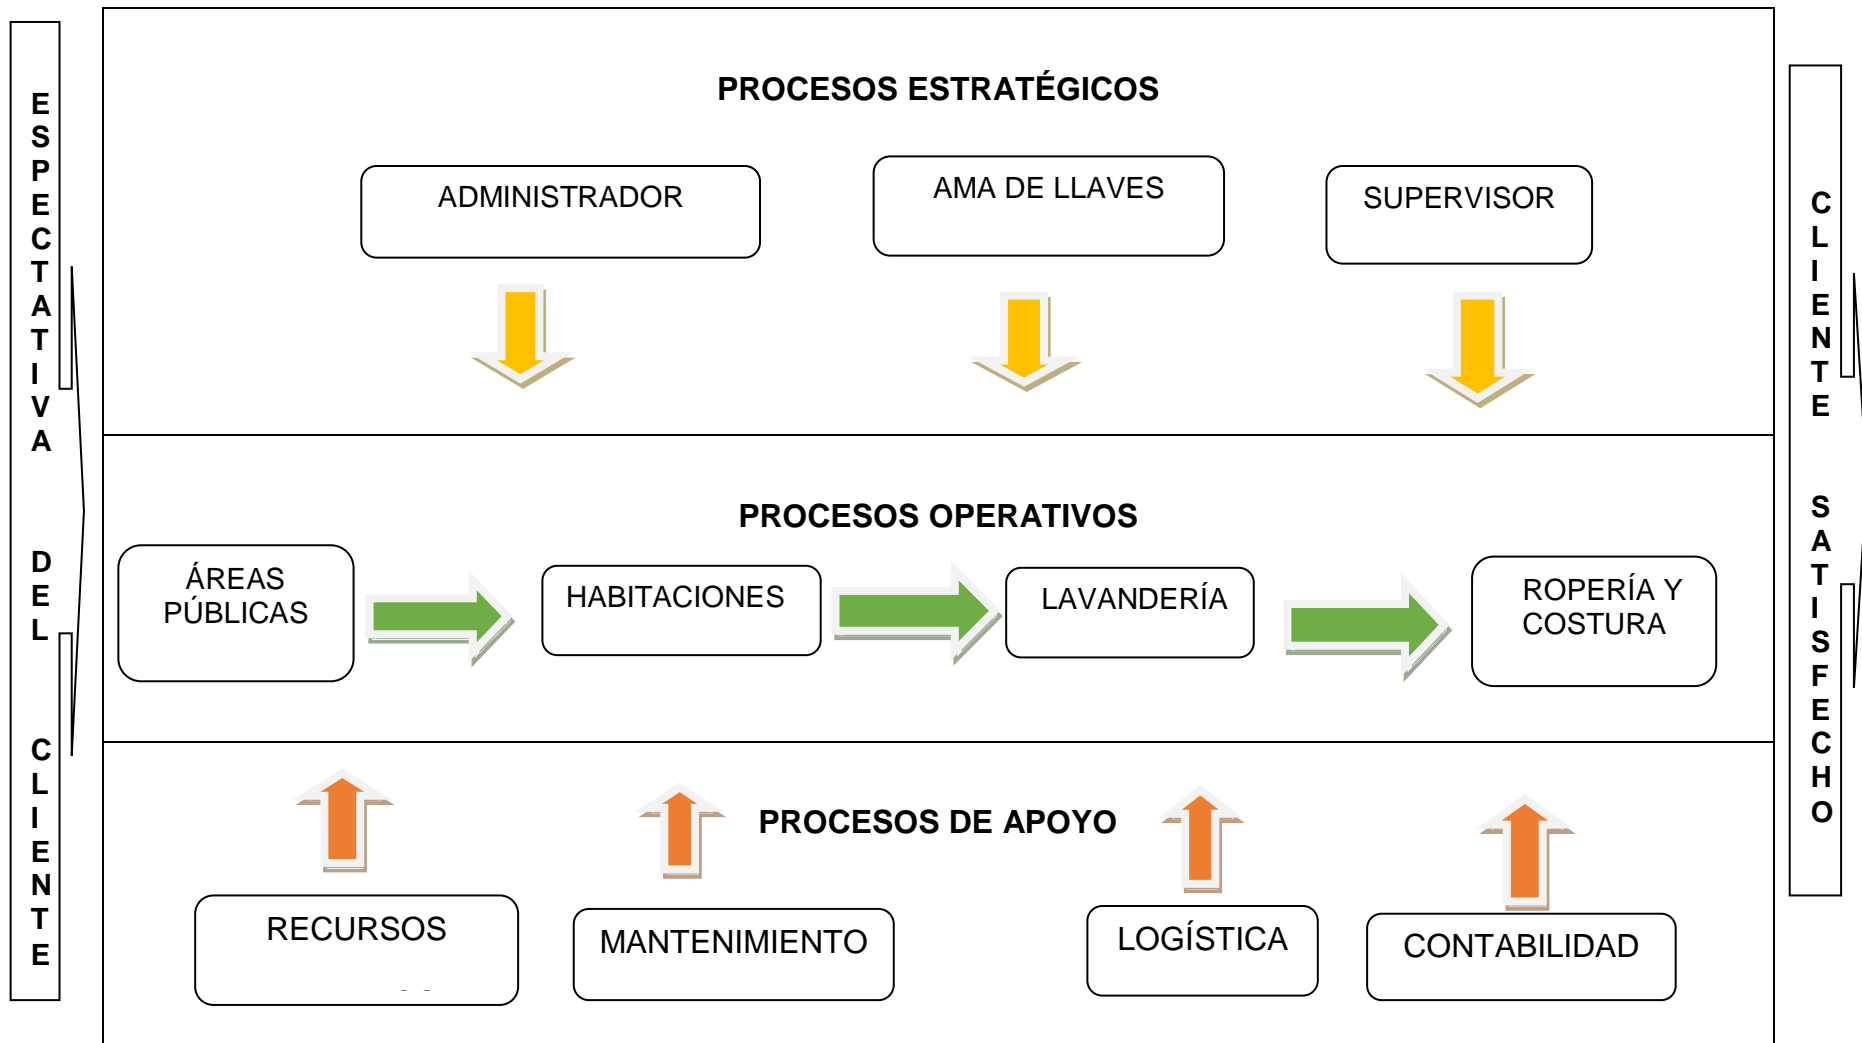 ESPECTATIVA DEL CLIENTE
PROCESOS ESTRATÉGICOS
ADMINISTRADOR
AMA DE LLAVES
SUPERVISOR
PROCESOS OPERATIVOS
ÁREAS
PÚBLICAS
HABITACIONES
LAVANDERÍA
ROPERÍA Y
COSTURA
PROCESOS DE APOYO
RECURSOS
MANTENIMIENTO
LOGÍSTICA
CONTABILIDAD
CLIENTE SATISFECHO